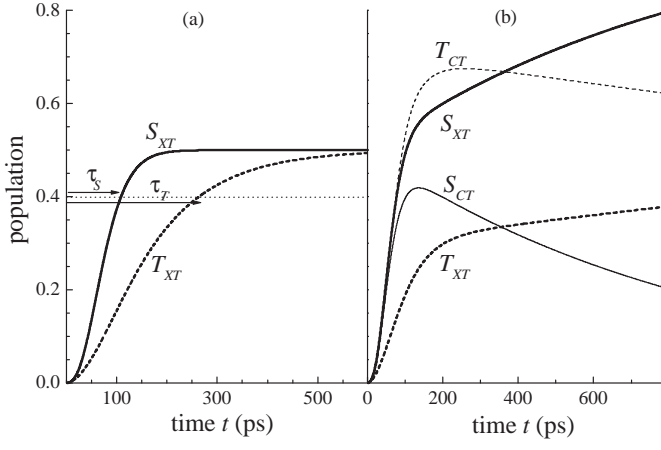 (a)
(b)
0.8
0.6
0.4
0.2
0.0
population
S_XT
τ_S
τ_T
T_XT
T_CT
S_XT
S_CT
T_XT
100 300 500
0 200 400 600
time t (ps)
time t (ps)